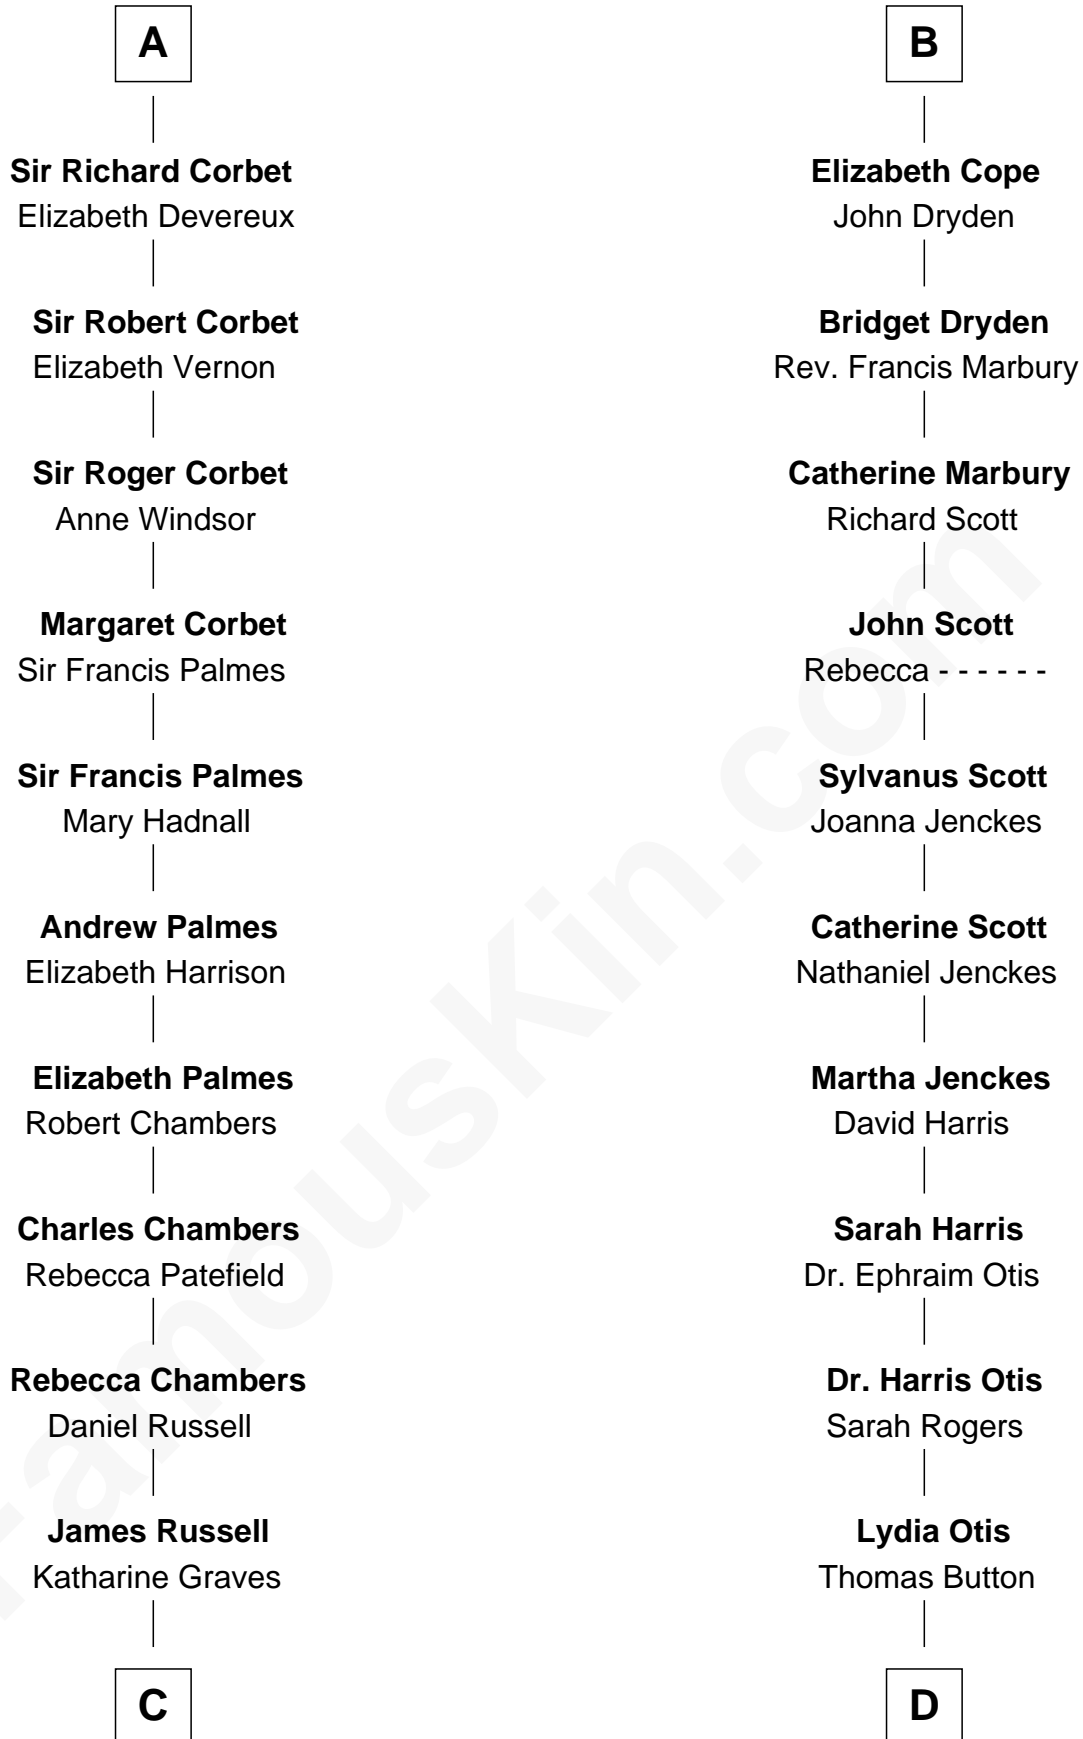 A
Sir Richard Corbet
Elizabeth Devereux
Sir Robert Corbet
Elizabeth Vernon
Sir Roger Corbet
Anne Windsor
Margaret Corbet
Sir Francis Palmes
Sir Francis Palmes
Mary Hadnall
Andrew Palmes
Elizabeth Harrison
Elizabeth Palmes
Robert Chambers
Charles Chambers
Rebecca Patefield
Rebecca Chambers
Daniel Russell
James Russell
Katharine Graves
C
B
Elizabeth Cope
John Dryden
Bridget Dryden
Rev. Francis Marbury
Catherine Marbury
Richard Scott
John Scott
Rebecca - - - - - -
Sylvanus Scott
Joanna Jenckes
Catherine Scott
Nathaniel Jenckes
Martha Jenckes
David Harris
Sarah Harris
Dr. Ephraim Otis
Dr. Harris Otis
Sarah Rogers
Lydia Otis
Thomas Button
D
FamousKin.com